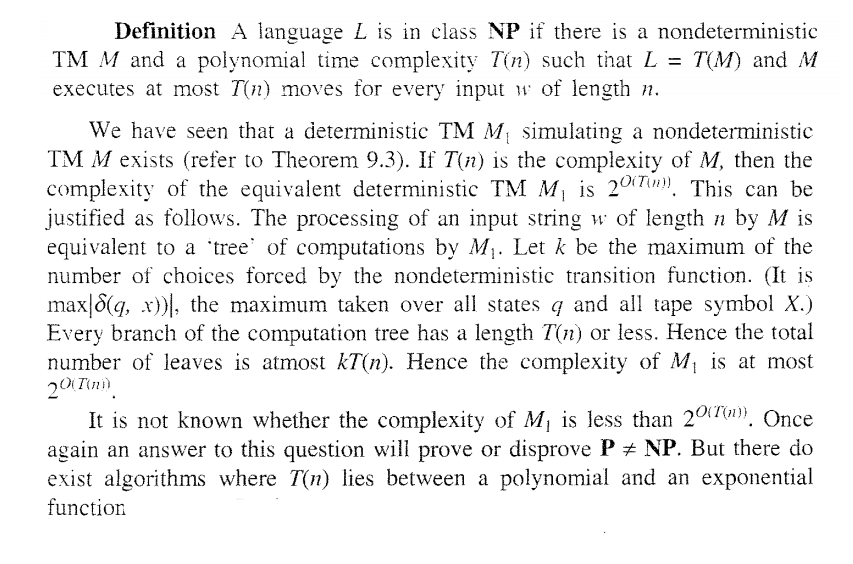 Definition A language L is in class NP if there is a nondeterministic
TM M and a polynomial time complexity T(n) such that L = T(M) and M
executes at most T(n) moves for every input w of length n.
We have seen that a deterministic TM M₁ simulating a nondeterministic
TM M exists (refer to Theorem 9.3). If T(n) is the complexity of M, then the
complexity of the equivalent deterministic TM M₁ is 2^O(T(n)). This can be
justified as follows. The processing of an input string w of length n by M is
equivalent to a 'tree' of computations by M₁. Let k be the maximum of the
number of choices forced by the nondeterministic transition function. (It is
max|δ(q, x))|, the maximum taken over all states q and all tape symbol X.)
Every branch of the computation tree has a length T(n) or less. Hence the total
number of leaves is atmost kT(n). Hence the complexity of M₁ is at most
2^O(T(n)).
It is not known whether the complexity of M₁ is less than 2^O(T(n)). Once
again an answer to this question will prove or disprove P ≠ NP. But there do
exist algorithms where T(n) lies between a polynomial and an exponential
function